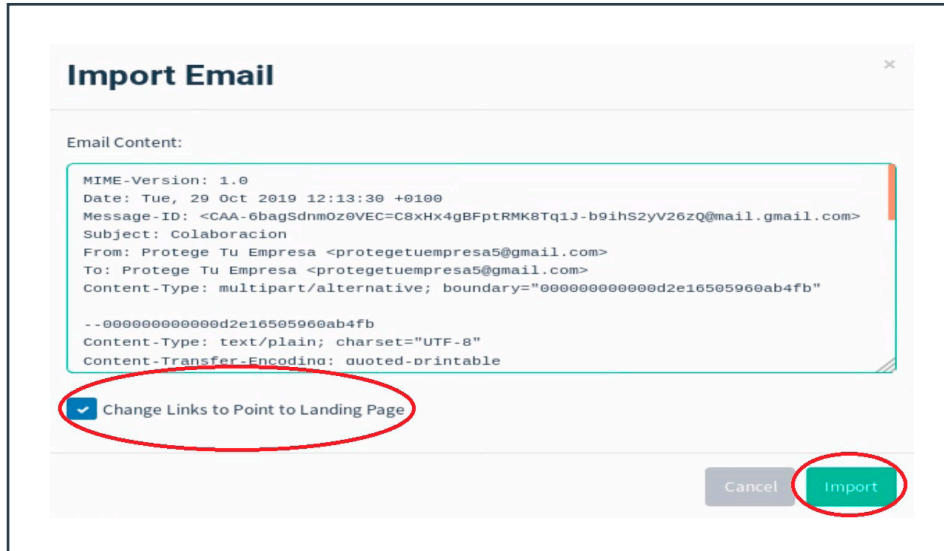 Import Email
×
Email Content:
MIME-Version: 1.0
Date: Tue, 29 Oct 2019 12:13:30 +0100
Message-ID: <CAA-6bagSdnmOz0VEC=C8xHx4gBFptRMK8Tq1J-b9ihS2yV26zQ@mail.gmail.com>
Subject: Colaboracion
From: Protege Tu Empresa <protegetuempresa5@gmail.com>
To: Protege Tu Empresa <protegetuempresa5@gmail.com>
Content-Type: multipart/alternative; boundary="000000000000d2e16505960ab4fb"
--000000000000d2e16505960ab4fb
Content-Type: text/plain; charset="UTF-8"
Content-Transfer-Encoding: quoted-printable
Change Links to Point to Landing Page
Cancel
Import